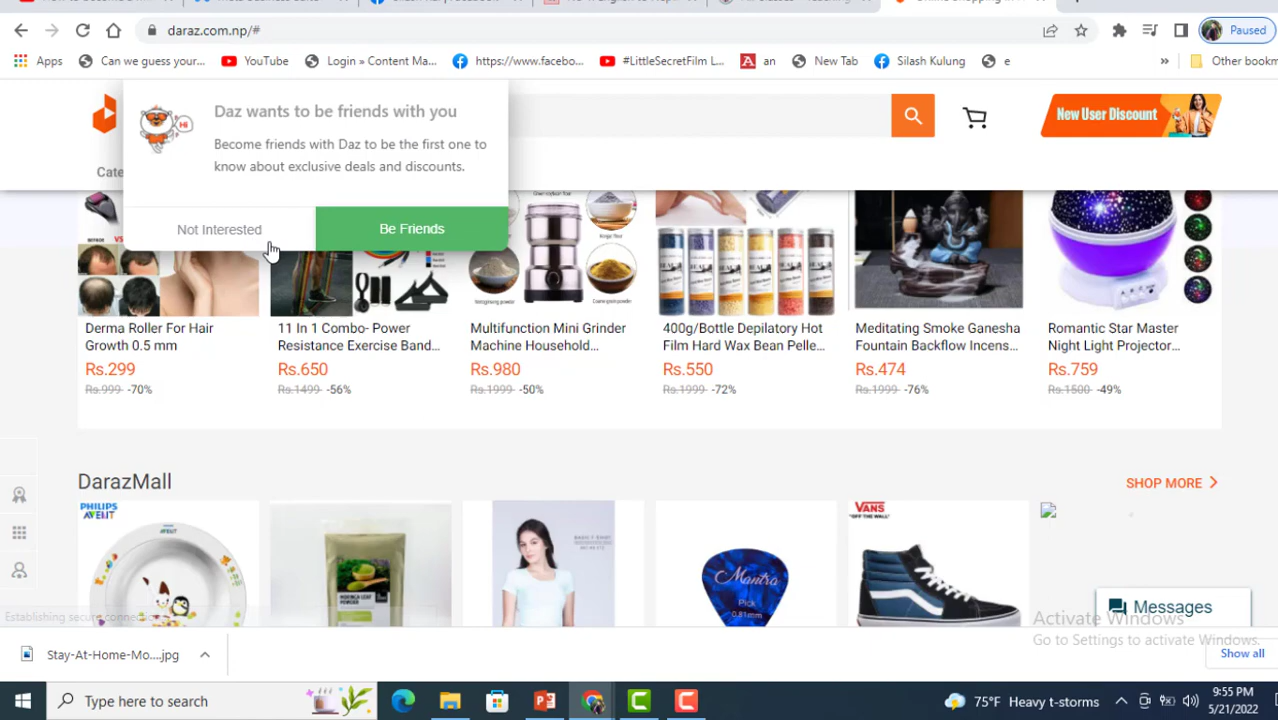 Paused
daraz.com.np/#
Apps
Can we guess your...
YouTube
Login » Content Ma...
https://www.facebo...
#LittleSecretFilm L...
an
New Tab
Silash Kulung
e
»
Other bookm
Daz wants to be friends with you
Become friends with Daz to be the first one to
know about exclusive deals and discounts.
Hi
Not Interested
Be Friends
New User Discount
Cate
Derma Roller For Hair
Growth 0.5 mm
Rs.299
Rs.999 -70%
11 In 1 Combo- Power
Resistance Exercise Band...
Rs.650
Rs.1499 -56%
Multifunction Mini Grinder
Machine Household...
Rs.980
Rs.1999 -50%
400g/Bottle Depilatory Hot
Film Hard Wax Bean Pelle...
Rs.550
Rs.1999 -72%
Meditating Smoke Ganesha
Fountain Backflow Incens...
Rs.474
Rs.1999 -76%
Romantic Star Master
Night Light Projector...
Rs.759
Rs.1500 -49%
DarazMall
SHOP MORE
PHILIPS
AVENT
Mantra
Pick
0.81mm
VANS
"OFF THE WALL"
Messages
Establishing secure connection
Activate Windows
Go to Settings to activate Windows.
Stay-At-Home-Mo....jpg
Show all
Type here to search
75°F Heavy t-storms
9:55 PM
5/21/2022